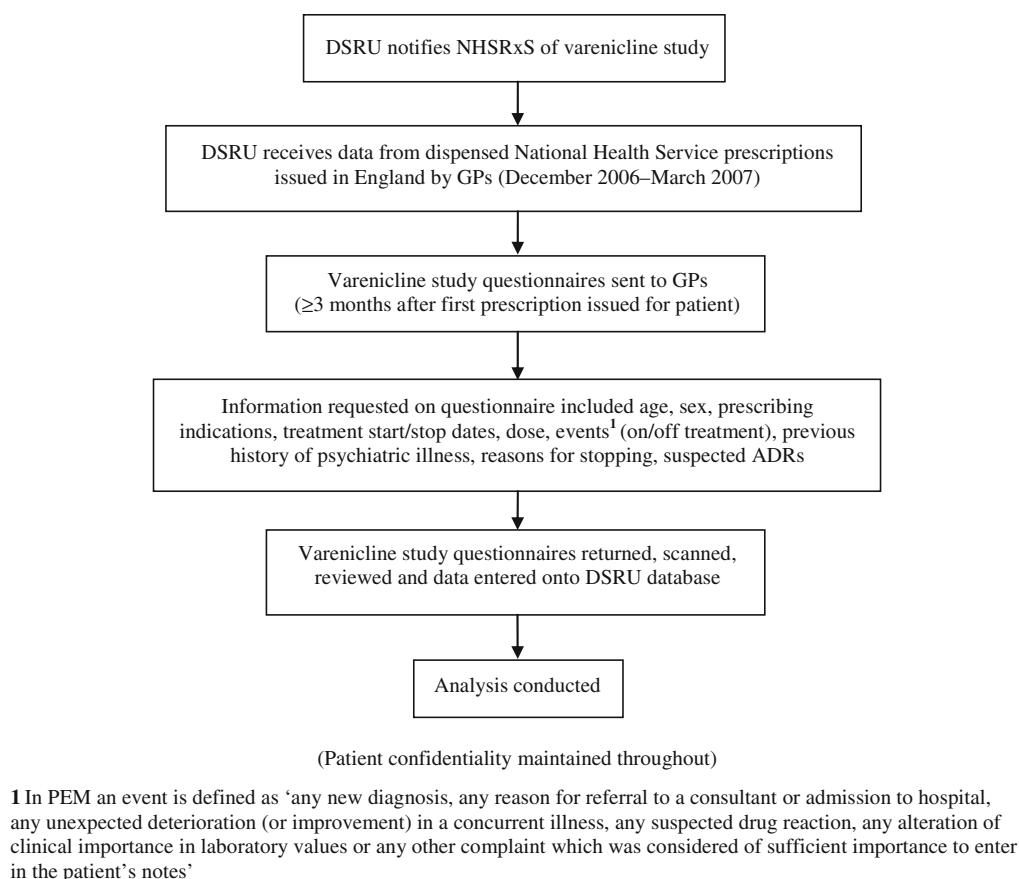 DSRU notifies NHSRxS of varenicline study
DSRU receives data from dispensed National Health Service prescriptions
issued in England by GPs (December 2006–March 2007)
Varenicline study questionnaires sent to GPs
(≥3 months after first prescription issued for patient)
Information requested on questionnaire included age, sex, prescribing
indications, treatment start/stop dates, dose, events¹ (on/off treatment), previous
history of psychiatric illness, reasons for stopping, suspected ADRs
Varenicline study questionnaires returned, scanned,
reviewed and data entered onto DSRU database
Analysis conducted
(Patient confidentiality maintained throughout)
1 In PEM an event is defined as ‘any new diagnosis, any reason for referral to a consultant or admission to hospital,
any unexpected deterioration (or improvement) in a concurrent illness, any suspected drug reaction, any alteration of
clinical importance in laboratory values or any other complaint which was considered of sufficient importance to enter
in the patient’s notes’